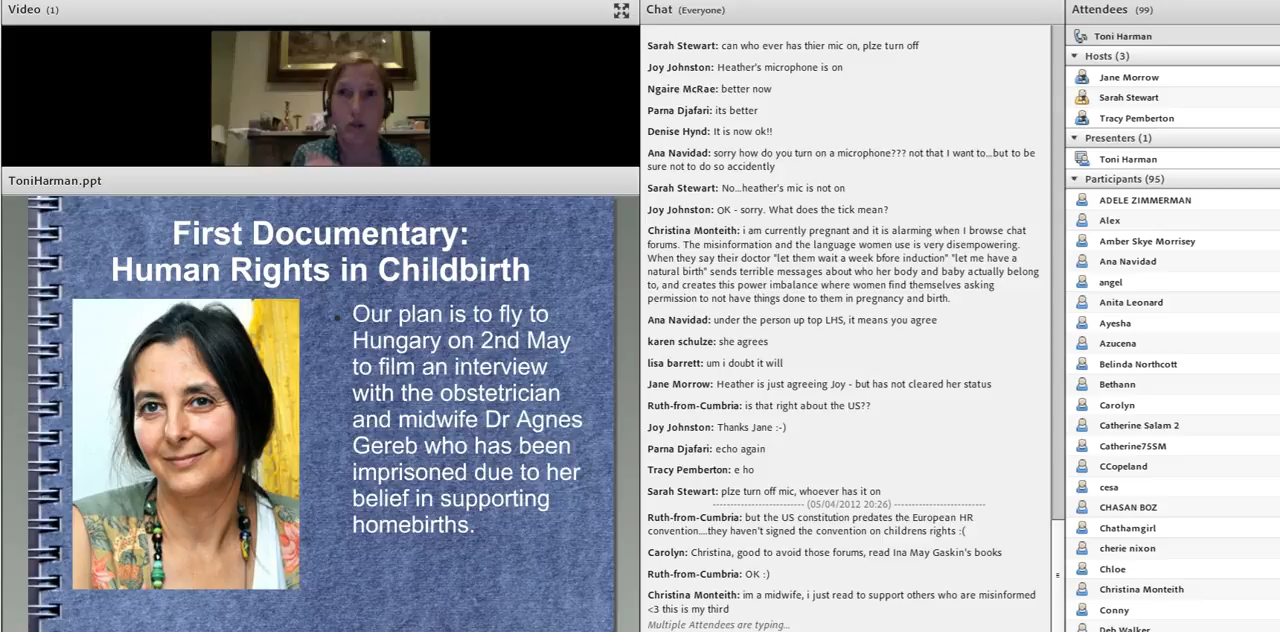 Video (1)
ToniHarman.ppt
First Documentary:
Human Rights in Childbirth
• Our plan is to fly to
Hungary on 2nd May
to film an interview
with the obstetrician
and midwife Dr Agnes
Gereb who has been
imprisoned due to her
belief in supporting
homebirths.
Chat (Everyone)
Sarah Stewart: can who ever has thier mic on, plze turn off
Joy Johnston: Heather's microphone is on
Ngaire McRae: better now
Parna Djafari: its better
Denise Hynd: It is now ok!!
Ana Navidad: sorry how do you turn on a microphone??? not that I want to...but to be
sure not to do so accidently
Sarah Stewart: No...heather's mic is not on
Joy Johnston: OK - sorry. What does the tick mean?
Christina Monteith: i am currently pregnant and it is alarming when I browse chat
forums. The misinformation and the language women use is very disempowering.
When they say their doctor "let them wait a week bfore induction" "let me have a
natural birth" sends terrible messages about who her body and baby actually belong
to, and creates this power imbalance where women find themselves asking
permission to not have things done to them in pregnancy and birth.
Ana Navidad: under the person up top LHS, it means you agree
karen schulze: she agrees
lisa barrett: um i doubt it will
Jane Morrow: Heather is just agreeing Joy - but has not cleared her status
Ruth-from-Cumbria: is that right about the US??
Joy Johnston: Thanks Jane :-)
Parna Djafari: echo again
Tracy Pemberton: e ho
Sarah Stewart: plze turn off mic, whoever has it on
------------------------ (05/04/2012 20:26) ------------------------
Ruth-from-Cumbria: but the US constitution predates the European HR
convention....they haven't signed the convention on childrens rights :(
Carolyn: Christina, good to avoid those forums, read Ina May Gaskin's books
Ruth-from-Cumbria: OK :)
Christina Monteith: im a midwife, i just read to support others who are misinformed
<3 this is my third
Multiple Attendees are typing...
Attendees (99)
Toni Harman
Hosts (3)
Jane Morrow
Sarah Stewart
Tracy Pemberton
Presenters (1)
Toni Harman
Participants (95)
ADELE ZIMMERMAN
Alex
Amber Skye Morrisey
Ana Navidad
angel
Anita Leonard
Ayesha
Azucena
Belinda Northcott
Bethann
Carolyn
Catherine Salam 2
Catherine75SM
CCopeland
cesa
CHASAN BOZ
Chathamgirl
cherie nixon
Chloe
Christina Monteith
Conny
Deb Walker